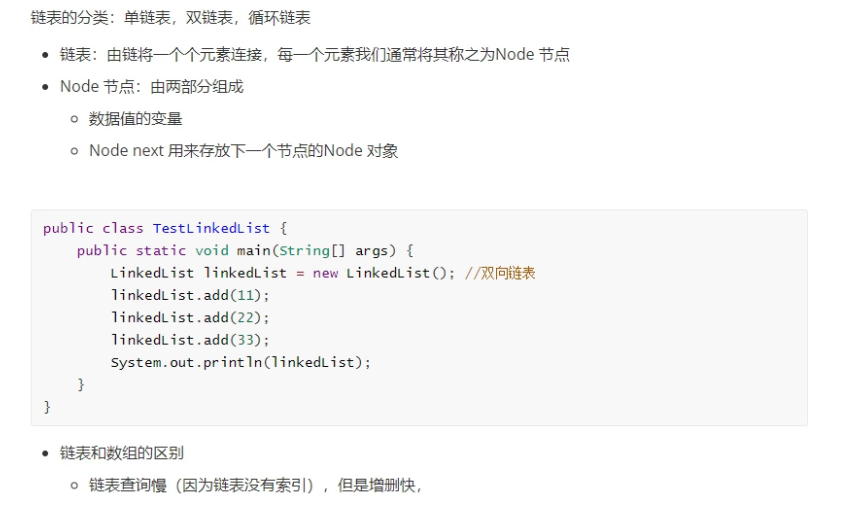 链表的分类：单链表，双链表，循环链表
链表：由链将一个个元素连接，每一个元素我们通常将其称之为Node 节点
Node 节点：由两部分组成
数据值的变量
Node next 用来存放下一个节点的Node 对象
public class TestLinkedList {
    public static void main(String[] args) {
        LinkedList linkedList = new LinkedList(); //双向链表
        linkedList.add(11);
        linkedList.add(22);
        linkedList.add(33);
        System.out.println(linkedList);
    }
}
链表和数组的区别
链表查询慢（因为链表没有索引），但是增删快，